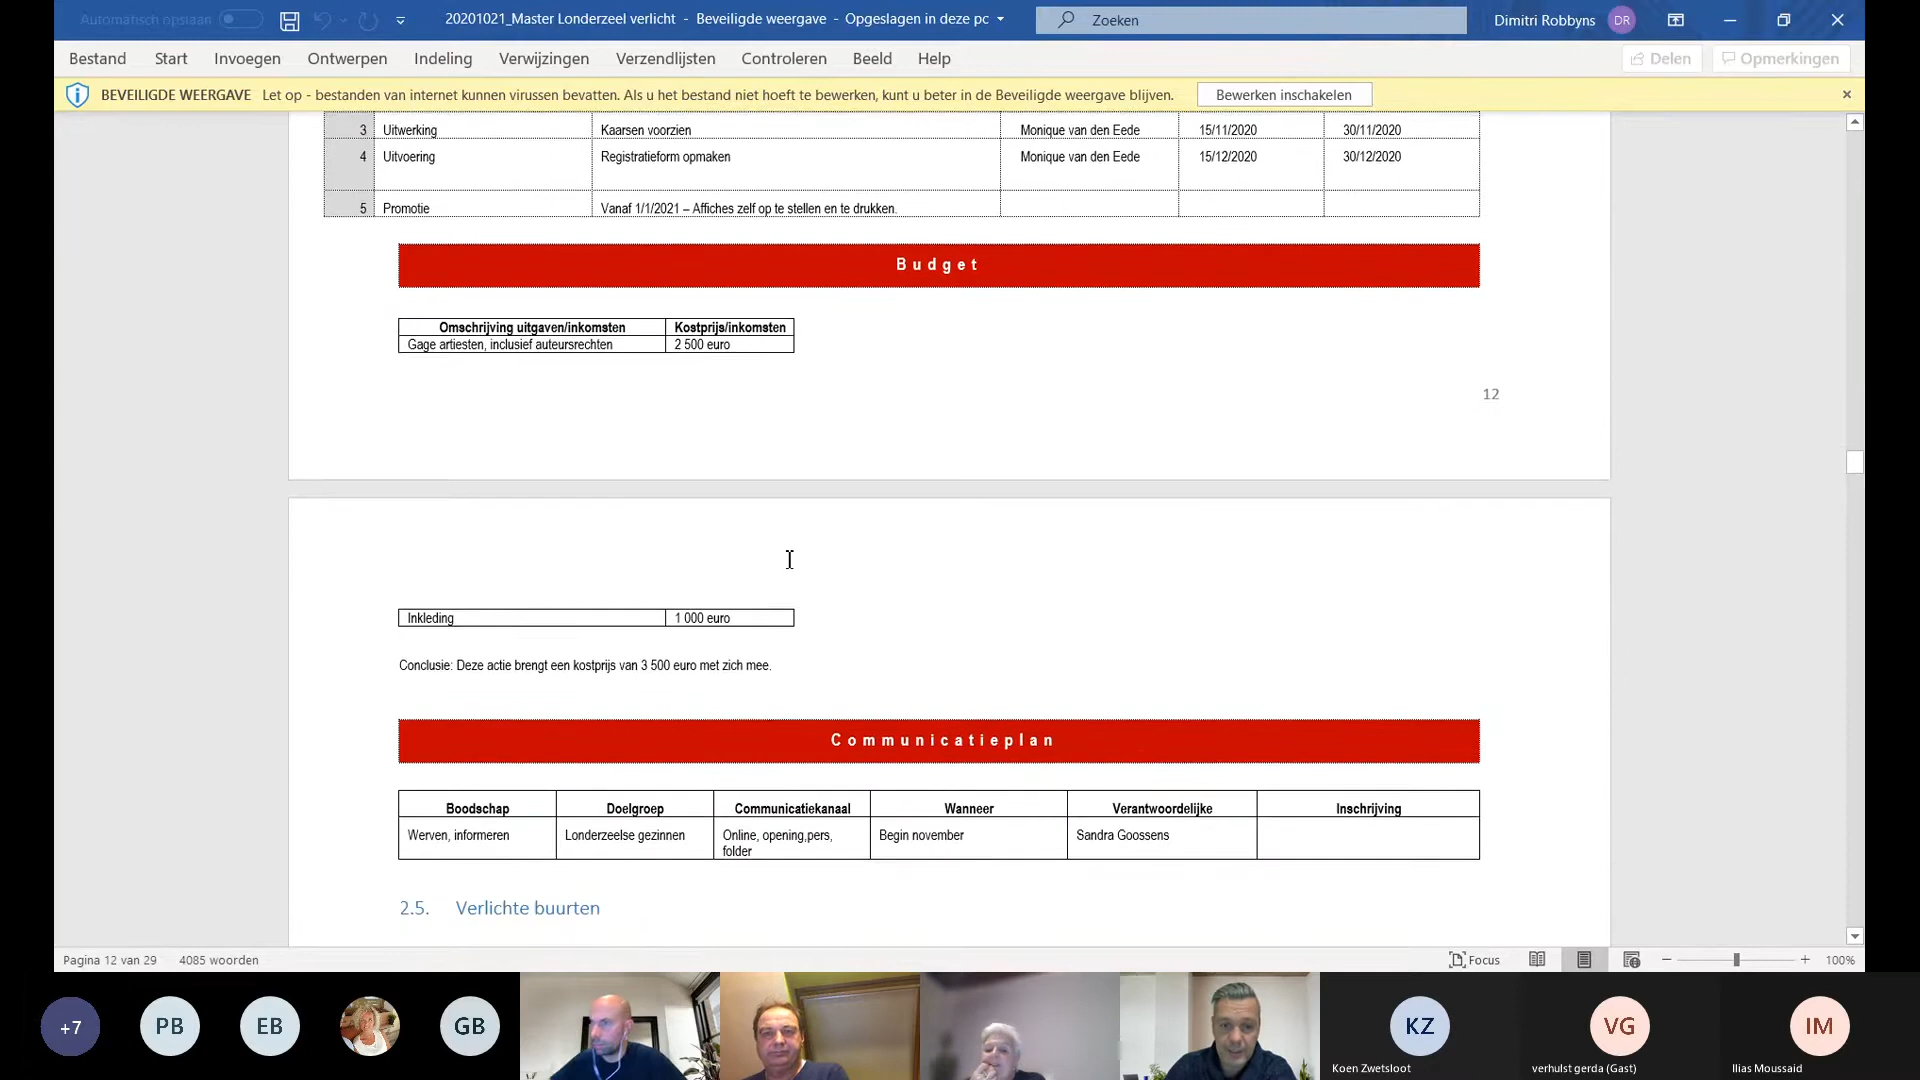 Automatisch opslaan
20201021_Master Londerzeel verlicht - Beveiligde weergave - Opgeslagen in deze pc
Zoeken
Dimitri Robbyns DR
Bestand Start Invoegen Ontwerpen Indeling Verwijzingen Verzendlijsten Controleren Beeld Help Delen Opmerkingen
BEVEILIGDE WEERGAVE Let op - bestanden van internet kunnen virussen bevatten. Als u het bestand niet hoeft te bewerken, kunt u beter in de Beveiligde weergave blijven. Bewerken inschakelen
3 Uitwerking Kaarsen voorzien Monique van den Eede 15/11/2020 30/11/2020
4 Uitvoering Registratieform opmaken Monique van den Eede 15/12/2020 30/12/2020
5 Promotie Vanaf 1/1/2021 – Affiches zelf op te stellen en te drukken.
Budget
Omschrijving uitgaven/inkomsten Kostprijs/inkomsten
Gage artiesten, inclusief auteursrechten 2 500 euro
12
Inkleding 1 000 euro
Conclusie: Deze actie brengt een kostprijs van 3 500 euro met zich mee.
Communicatieplan
Boodschap Doelgroep Communicatiekanaal Wanneer Verantwoordelijke Inschrijving
Werven, informeren Londerzeelse gezinnen Online, opening,pers, Begin november Sandra Goossens
folder
2.5. Verlichte buurten
Pagina 12 van 29 4085 woorden Focus 100%
+7 PB EB GB KZ VG IM
Koen Zwetsloot verhulst gerda (Gast) Ilias Moussaid